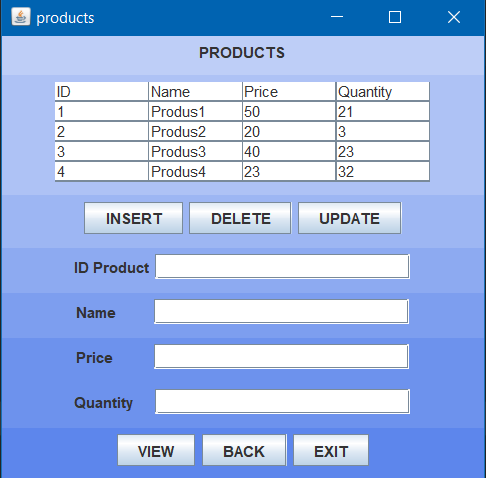 products
PRODUCTS
ID Name Price Quantity
1 Produs1 50 21
2 Produs2 20 3
3 Produs3 40 23
4 Produs4 23 32
INSERT DELETE UPDATE
ID Product
Name
Price
Quantity
VIEW BACK EXIT